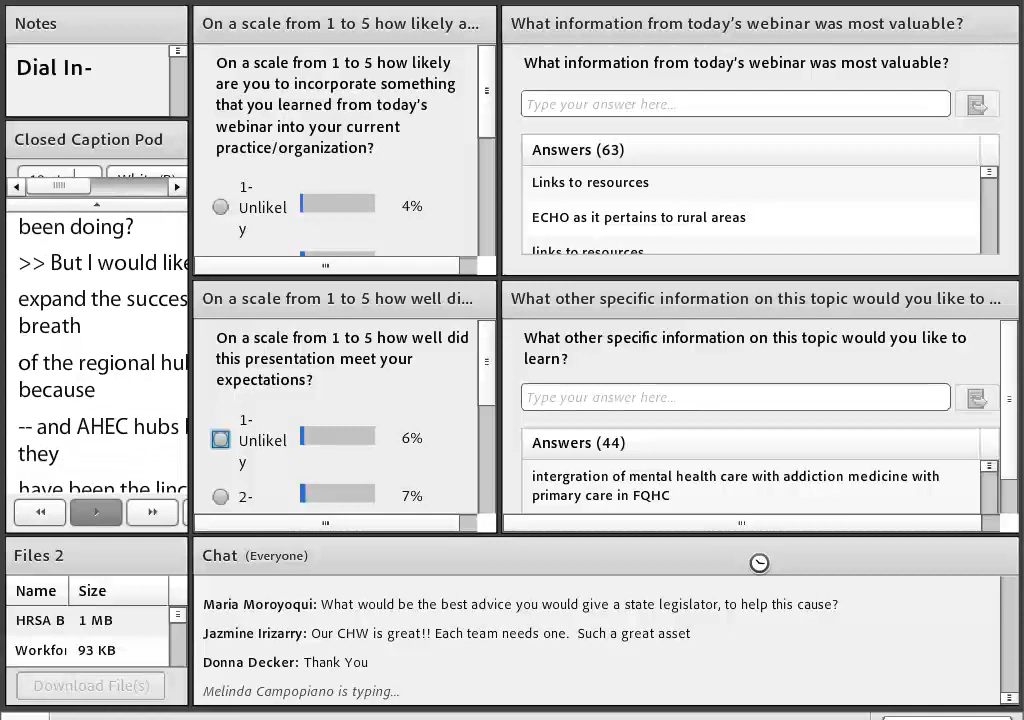 Notes
Dial In-
Closed Caption Pod
been doing?
>> But I would like
expand the succes
breath
of the regional hu
because
-- and AHEC hubs
they
have been the linc
Files 2
Name Size
HRSA B 1 MB
Workfo 93 KB
Download File(s)
On a scale from 1 to 5 how likely a...
On a scale from 1 to 5 how likely
are you to incorporate something
that you learned from today's
webinar into your current
practice/organization?
1-
Unlikel
y
4%
On a scale from 1 to 5 how well di...
On a scale from 1 to 5 how well did
this presentation meet your
expectations?
1-
Unlikel
y
6%
2-
7%
What information from today's webinar was most valuable?
What information from today's webinar was most valuable?
Type your answer here...
Answers (63)
Links to resources
ECHO as it pertains to rural areas
links to resources
What other specific information on this topic would you like to ...
What other specific information on this topic would you like to
learn?
Type your answer here...
Answers (44)
intergration of mental health care with addiction medicine with
primary care in FQHC
Chat (Everyone)
Maria Moroyoqui: What would be the best advice you would give a state legislator, to help this cause?
Jazmine Irizarry: Our CHW is great!! Each team needs one. Such a great asset
Donna Decker: Thank You
Melinda Campopiano is typing...